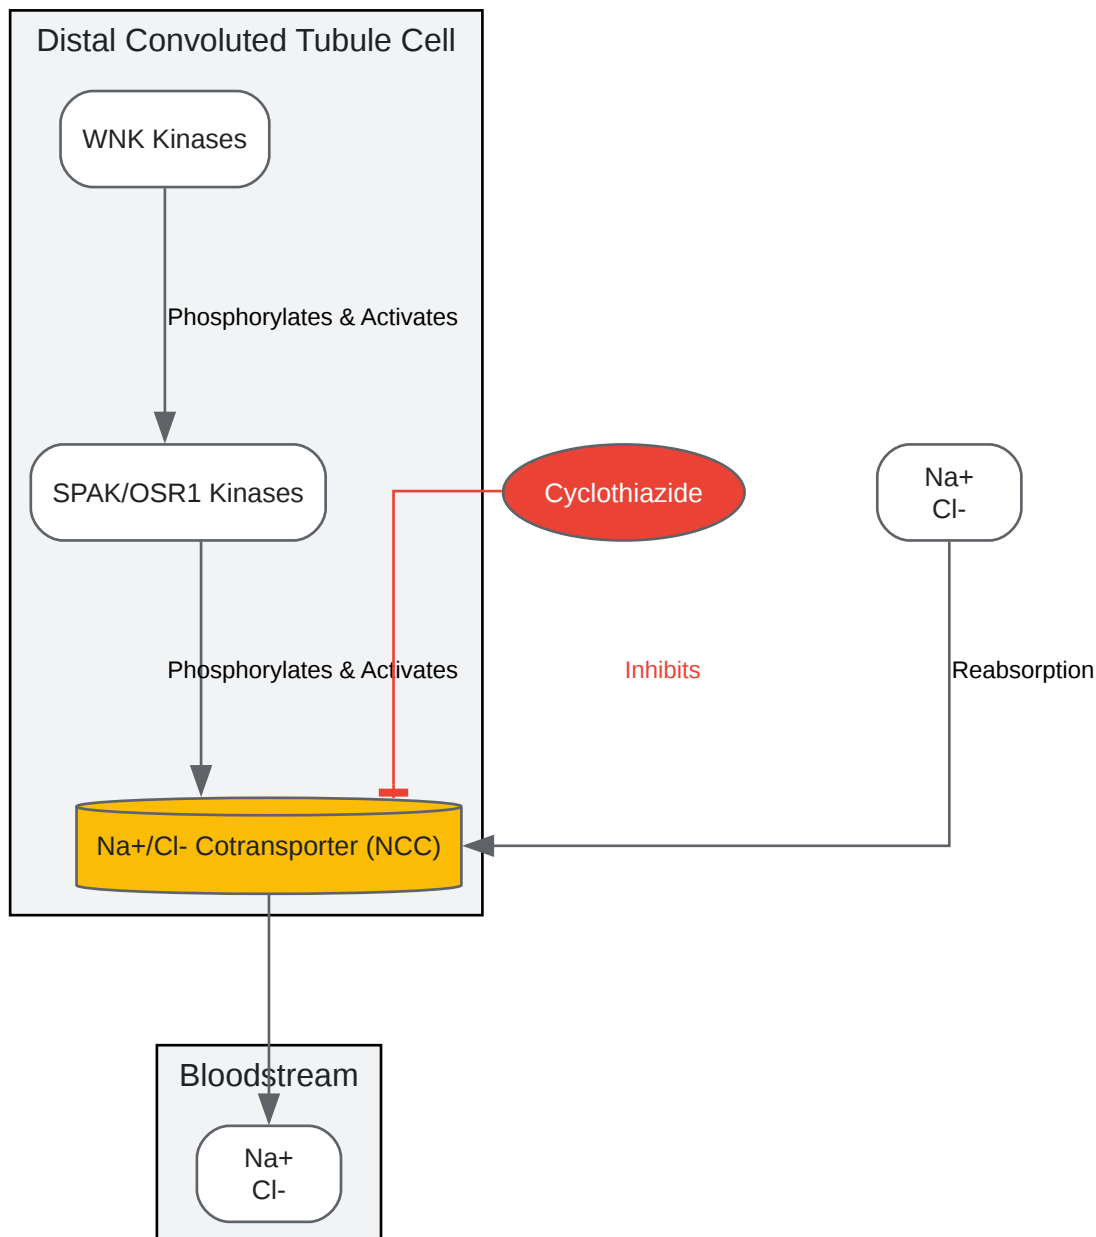 Distal Convoluted Tubule Cell
WNK Kinases
Phosphorylates & Activates
SPAK/OSR1 Kinases
Cyclothiazide
Na+
Cl-
Phosphorylates & Activates
Inhibits
Reabsorption
Na+/Cl- Cotransporter (NCC)
Bloodstream
Na+
Cl-